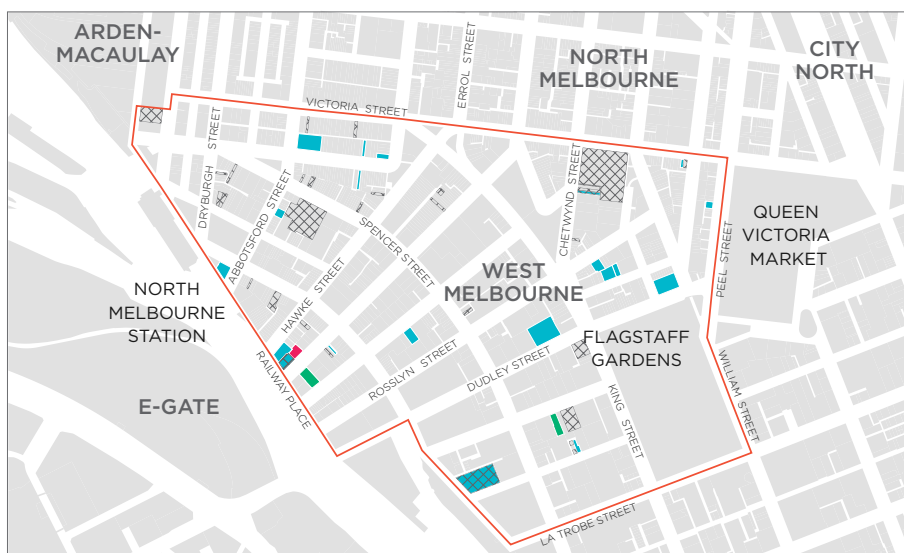 ARDEN-
MACAULAY
ERROL STREET
NORTH
MELBOURNE
CITY
NORTH
VICTORIA STREET
DRYBURGH STREET
ABBOTSFORD STREET
CHETWYND STREET
SPENCER STREET
HAWKE STREET
QUEEN
VICTORIA
MARKET
PEEL STREET
WEST
MELBOURNE
NORTH
MELBOURNE
STATION
FLAGSTAFF
GARDENS
ROSSLYN STREET
DUDLEY STREET
RAILWAY PLACE
E-GATE
KING STREET
WILLIAM STREET
LA TROBE STREET